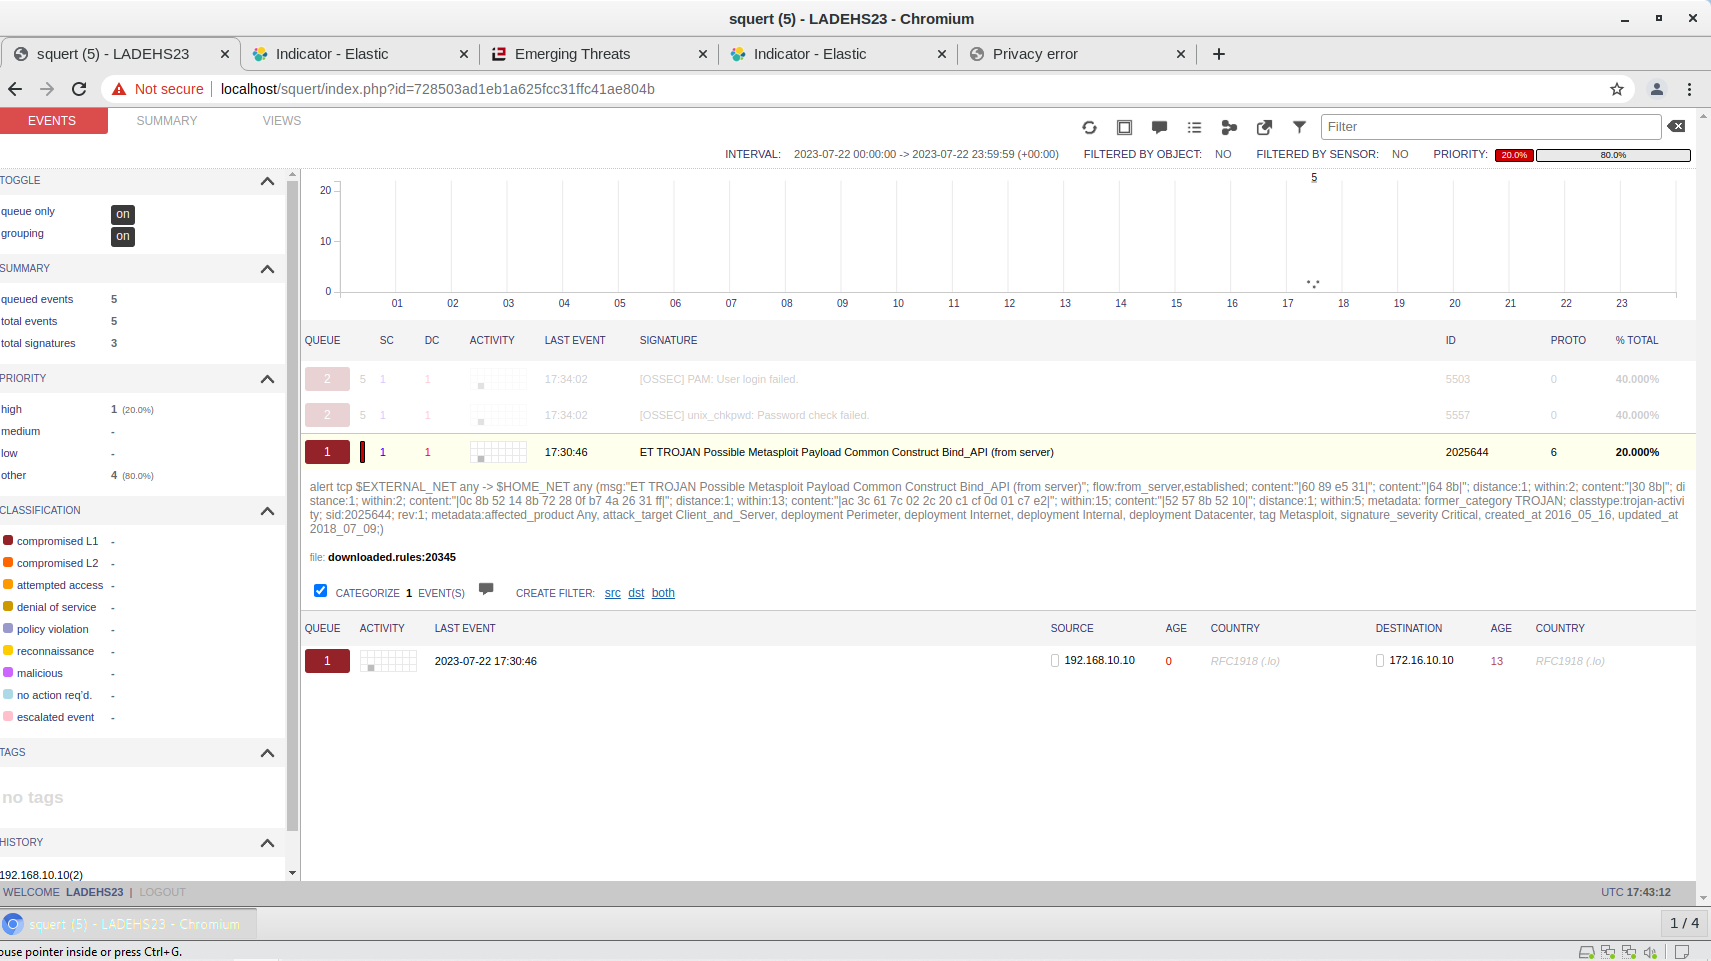 squert (5) - LADEHS23 - Chromium
squert (5) - LADEHS23
Indicator - Elastic
Emerging Threats
Indicator - Elastic
Privacy error
Not secure
localhost/squert/index.php?id=728503ad1eb1a625fcc31ffc41ae804b
EVENTS SUMMARY VIEWS
Filter
INTERVAL: 2023-07-22 00:00:00 -> 2023-07-22 23:59:59 (+00:00) FILTERED BY OBJECT: NO FILTERED BY SENSOR: NO PRIORITY: 20.0% 80.0%
TOGGLE
queue only on
grouping on
SUMMARY
queued events 5
total events 5
total signatures 3
PRIORITY
high 1 (20.0%)
medium -
low -
other 4 (80.0%)
CLASSIFICATION
compromised L1 -
compromised L2 -
attempted access -
denial of service -
policy violation -
reconnaissance -
malicious -
no action req'd. -
escalated event -
TAGS
no tags
HISTORY
192.168.10.10(2)
5
20
10
0
01 02 03 04 05 06 07 08 09 10 11 12 13 14 15 16 17 18 19 20 21 22 23
QUEUE SC DC ACTIVITY LAST EVENT SIGNATURE ID PROTO % TOTAL
2 5 1 1 17:34:02 [OSSEC] PAM: User login failed. 5503 0 40.000%
2 5 1 1 17:34:02 [OSSEC] unix_chkpwd: Password check failed. 5557 0 40.000%
1 1 1 17:30:46 ET TROJAN Possible Metasploit Payload Common Construct Bind_API (from server) 2025644 6 20.000%
alert tcp $EXTERNAL_NET any -> $HOME_NET any (msg:"ET TROJAN Possible Metasploit Payload Common Construct Bind_API (from server)"; flow:from_server,established; content:"|60 89 e5 31|"; content:"|64 8b|"; distance:1; within:2; content:"|30 8b|"; di
stance:1; within:2; content:"|0c 8b 52 14 8b 72 28 0f b7 4a 26 31 ff|"; distance:1; within:13; content:"|ac 3c 61 7c 02 2c 20 c1 cf 0d 01 c7 e2|"; within:15; content:"|52 57 8b 52 10|"; distance:1; within:5; metadata: former_category TROJAN; classtype:trojan-activi
ty; sid:2025644; rev:1; metadata:affected_product Any, attack_target Client_and_Server, deployment Perimeter, deployment Internet, deployment Internal, deployment Datacenter, tag Metasploit, signature_severity Critical, created_at 2016_05_16, updated_at
2018_07_09;)
file: downloaded.rules:20345
CATEGORIZE 1 EVENT(S) CREATE FILTER: src dst both
QUEUE ACTIVITY LAST EVENT SOURCE AGE COUNTRY DESTINATION AGE COUNTRY
1 2023-07-22 17:30:46 192.168.10.10 0 RFC1918 (.lo) 172.16.10.10 13 RFC1918 (.lo)
WELCOME LADEHS23 | LOGOUT
UTC 17:43:12
squert (5) - LADEHS23 - Chromium
1 / 4
ouse pointer inside or press Ctrl+G.